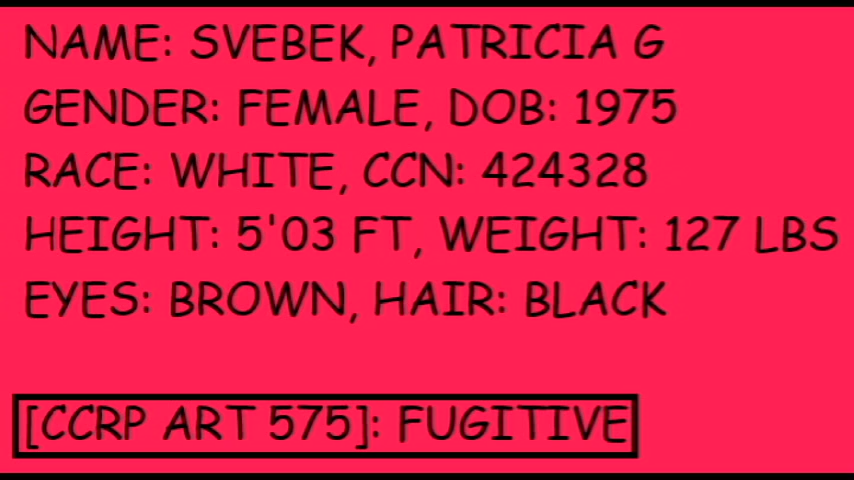 NAME: SVEBEK, PATRICIA G
GENDER: FEMALE, DOB: 1975
RACE: WHITE, CCN: 424328
HEIGHT: 5'03 FT, WEIGHT: 127 LBS
EYES: BROWN, HAIR: BLACK
[CCRP ART 575]: FUGITIVE